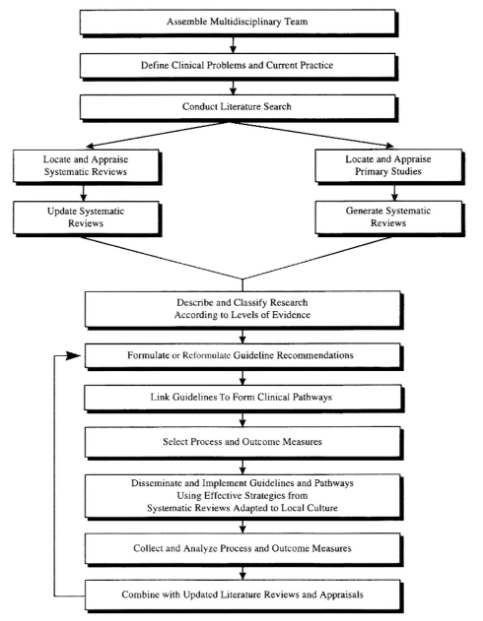 Assemble Multidisciplinary Team
Define Clinical Problems and Current Practice
Conduct Literature Search
Locate and Appraise
Systematic Reviews
Locate and Appraise
Primary Studies
Update Systematic
Reviews
Generate Systematic
Reviews
Describe and Classify Research
According to Levels of Evidence
Formulate or Reformulate Guideline Recommendations
Link Guidelines To Form Clinical Pathways
Select Process and Outcome Measures
Disseminate and Implement Guidelines and Pathways
Using Effective Strategies from
Systematic Reviews Adapted to Local Culture
Collect and Analyze Process and Outcome Measures
Combine with Updated Literature Reviews and Appraisals